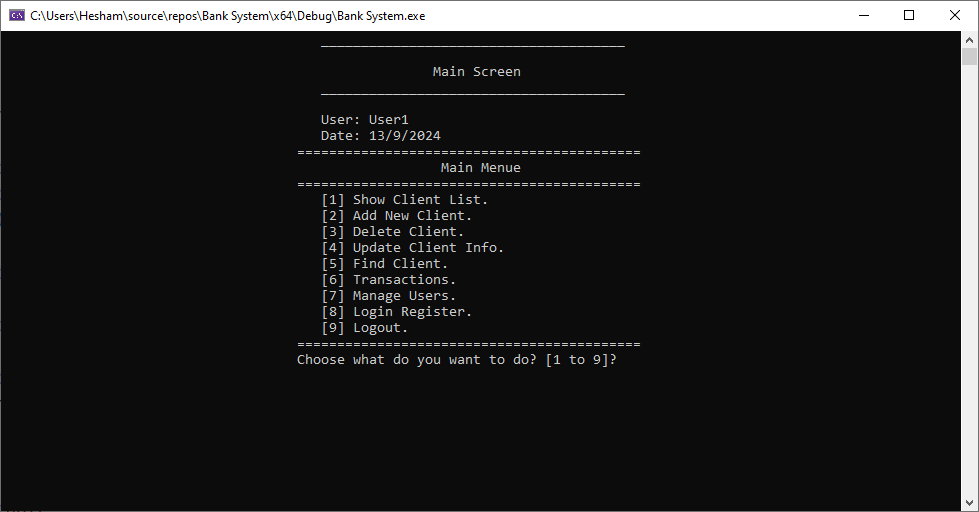 C:\Users\Hesham\source\repos\Bank System\x64\Debug\Bank System.exe
______________________________________
Main Screen
______________________________________
User: User1
Date: 13/9/2024
===========================================
Main Menue
===========================================
[1] Show Client List.
[2] Add New Client.
[3] Delete Client.
[4] Update Client Info.
[5] Find Client.
[6] Transactions.
[7] Manage Users.
[8] Login Register.
[9] Logout.
===========================================
Choose what do you want to do? [1 to 9]?